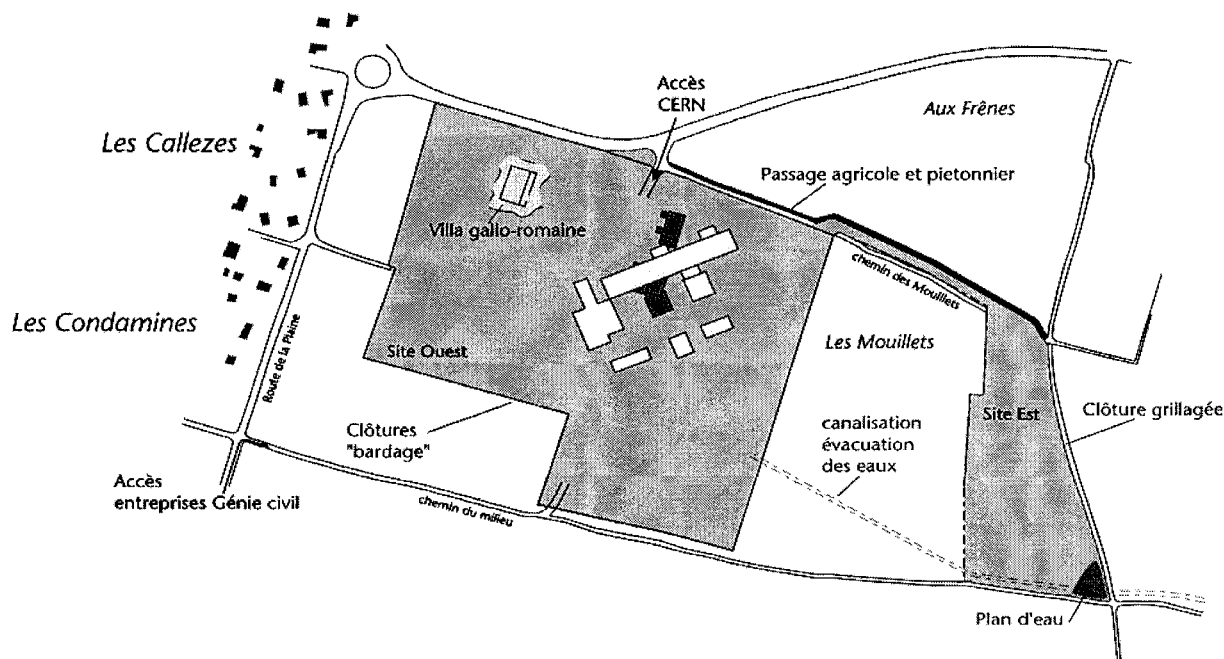 Accès
CERN
Aux Frênes
Les Callezes
Passage agricole et pietonnier
Villa gallo-romaine
chemin des Mouillets
Les Condamines
Route de la Plaine
Site Ouest
Les Mouillets
Site Est
Clôture grillagée
Clôtures
"bardage"
canalisation
évacuation
des eaux
Accès
entreprises Génie civil
chemin du milieu
Plan d'eau